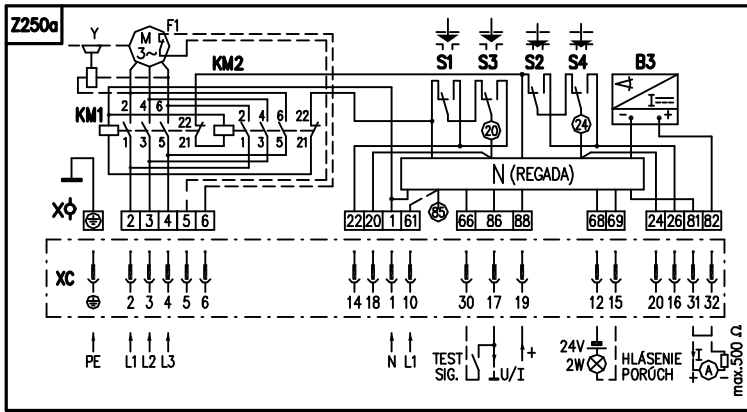 Z250a
Y
M
3~
F1
KM2
S1 S3 S2 S4 B3
I
- +
KM1
2 4 6 22 2 4 6 22
1 3 5 21 1 3 5 21
20
24
N (REGADA)
X
85
2 3 4 5 6
22 20 1 61
66 86 88
68 69
24 26 81 82
XC
2 3 4 5 6
14 18 1 10
30 17 19
12 15
20 16 31 32
PE
L1 L2 L3
N L1
TEST
SIG.
U/I
+
24V
2W
HLÁSENIE
PORÚCH
I
+ A -
max.500 Ω